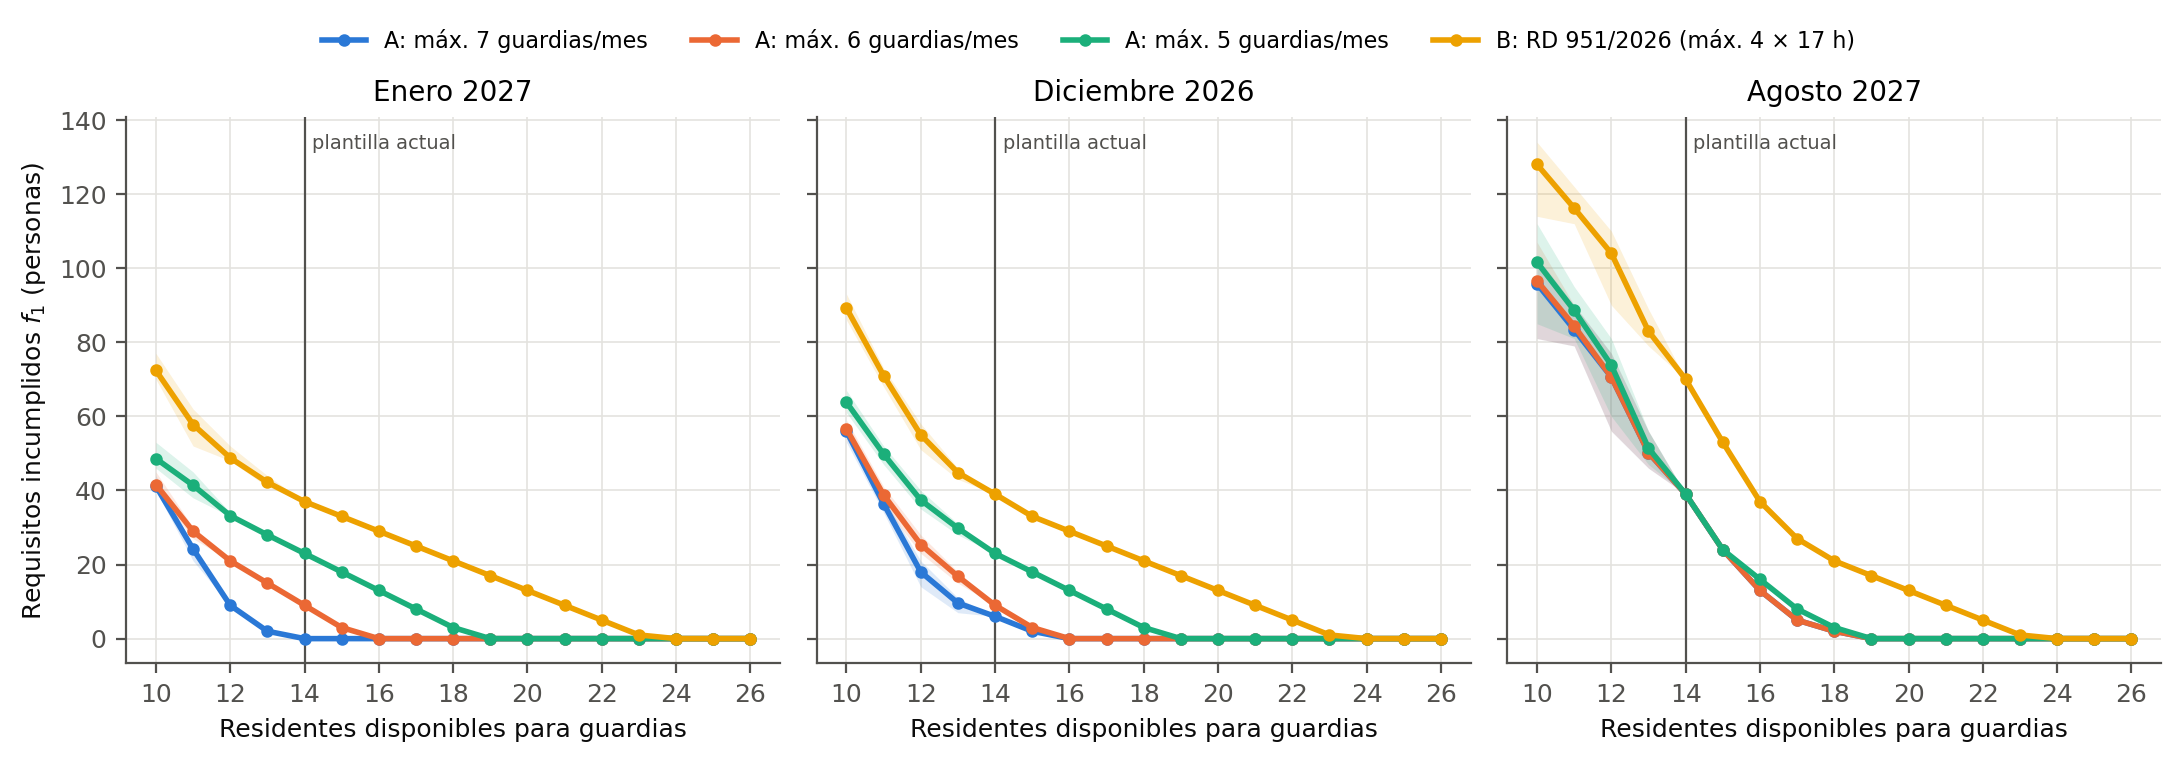 A: máx. 7 guardias/mes
A: máx. 6 guardias/mes
A: máx. 5 guardias/mes
B: RD 951/2026 (máx. 4 × 17 h)
Enero 2027
Diciembre 2026
Agosto 2027
Requisitos incumplidos f₁ (personas)
140
120
100
80
60
40
20
0
plantilla actual
plantilla actual
plantilla actual
10 12 14 16 18 20 22 24 26
10 12 14 16 18 20 22 24 26
10 12 14 16 18 20 22 24 26
Residentes disponibles para guardias
Residentes disponibles para guardias
Residentes disponibles para guardias